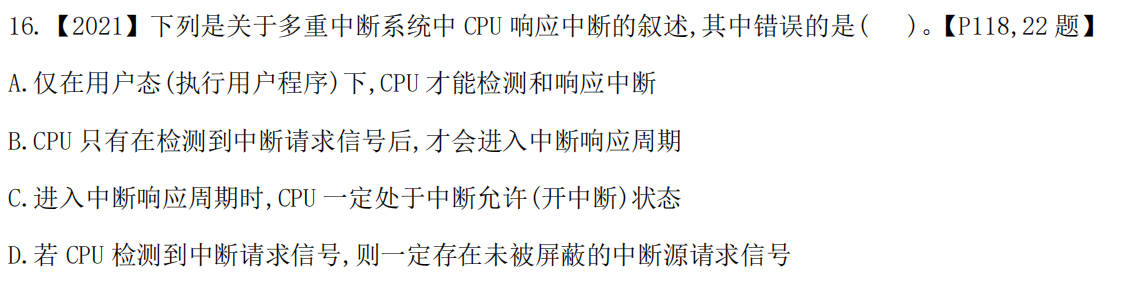 16.【2021】下列是关于多重中断系统中 CPU 响应中断的叙述,其中错误的是(  )。【P118,22 题】
A.仅在用户态(执行用户程序)下,CPU 才能检测和响应中断
B.CPU 只有在检测到中断请求信号后,才会进入中断响应周期
C.进入中断响应周期时,CPU 一定处于中断允许(开中断)状态
D.若 CPU 检测到中断请求信号,则一定存在未被屏蔽的中断源请求信号